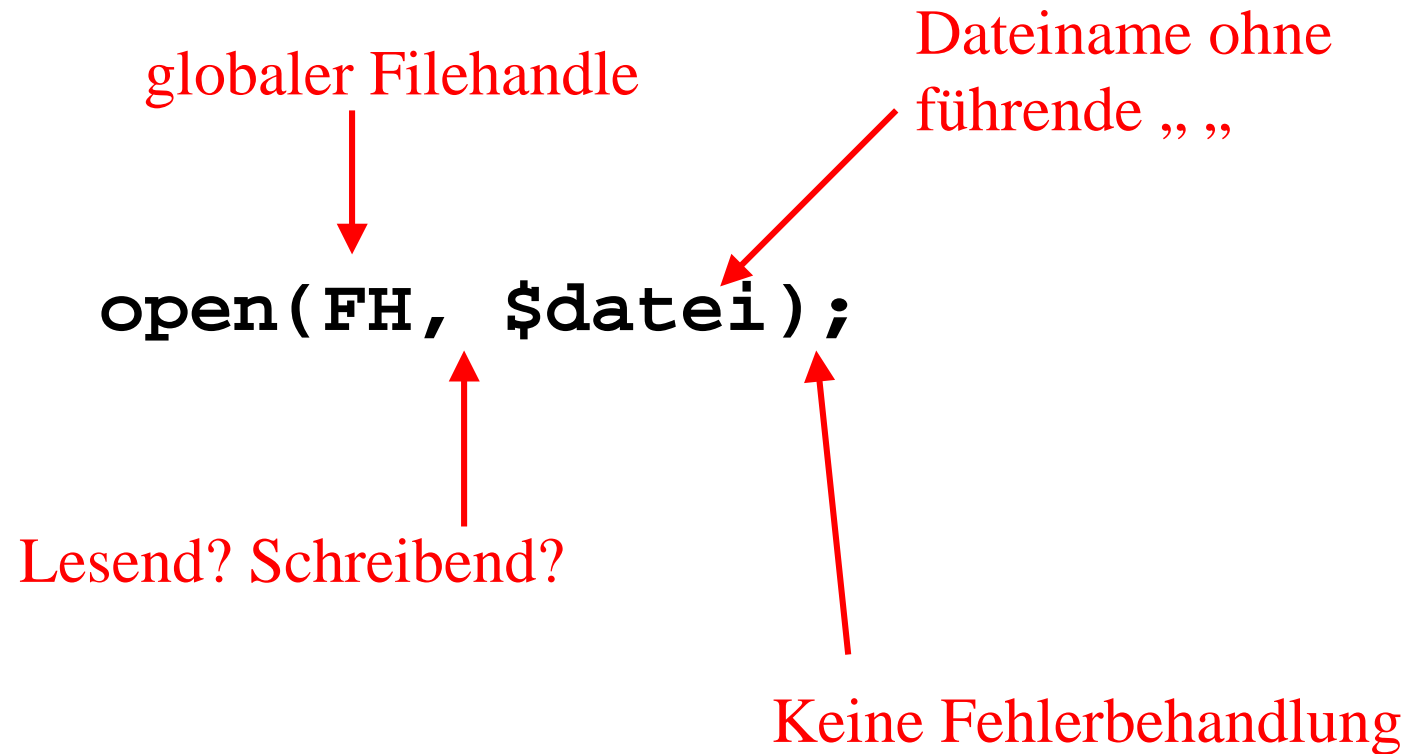 globaler Filehandle
Dateiname ohne
führende „ „
open(FH, $datei);
Lesend? Schreibend?
Keine Fehlerbehandlung